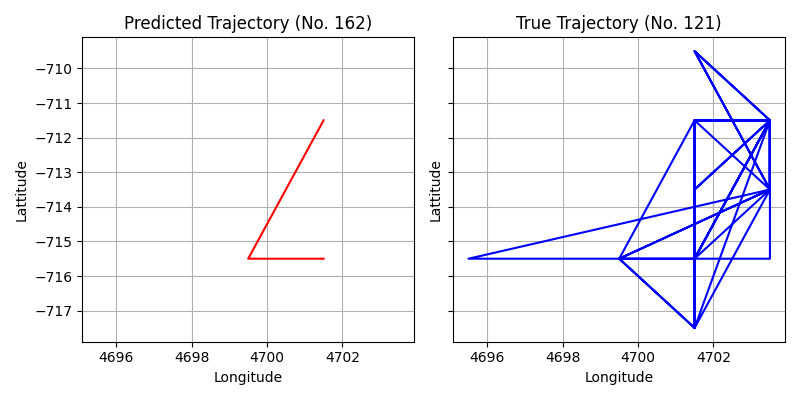 Predicted Trajectory (No. 162)
True Trajectory (No. 121)
−710
−711
−712
−713
−714
−715
−716
−717
Lattitude
Lattitude
4696
4698
4700
4702
4696
4698
4700
4702
Longitude
Longitude